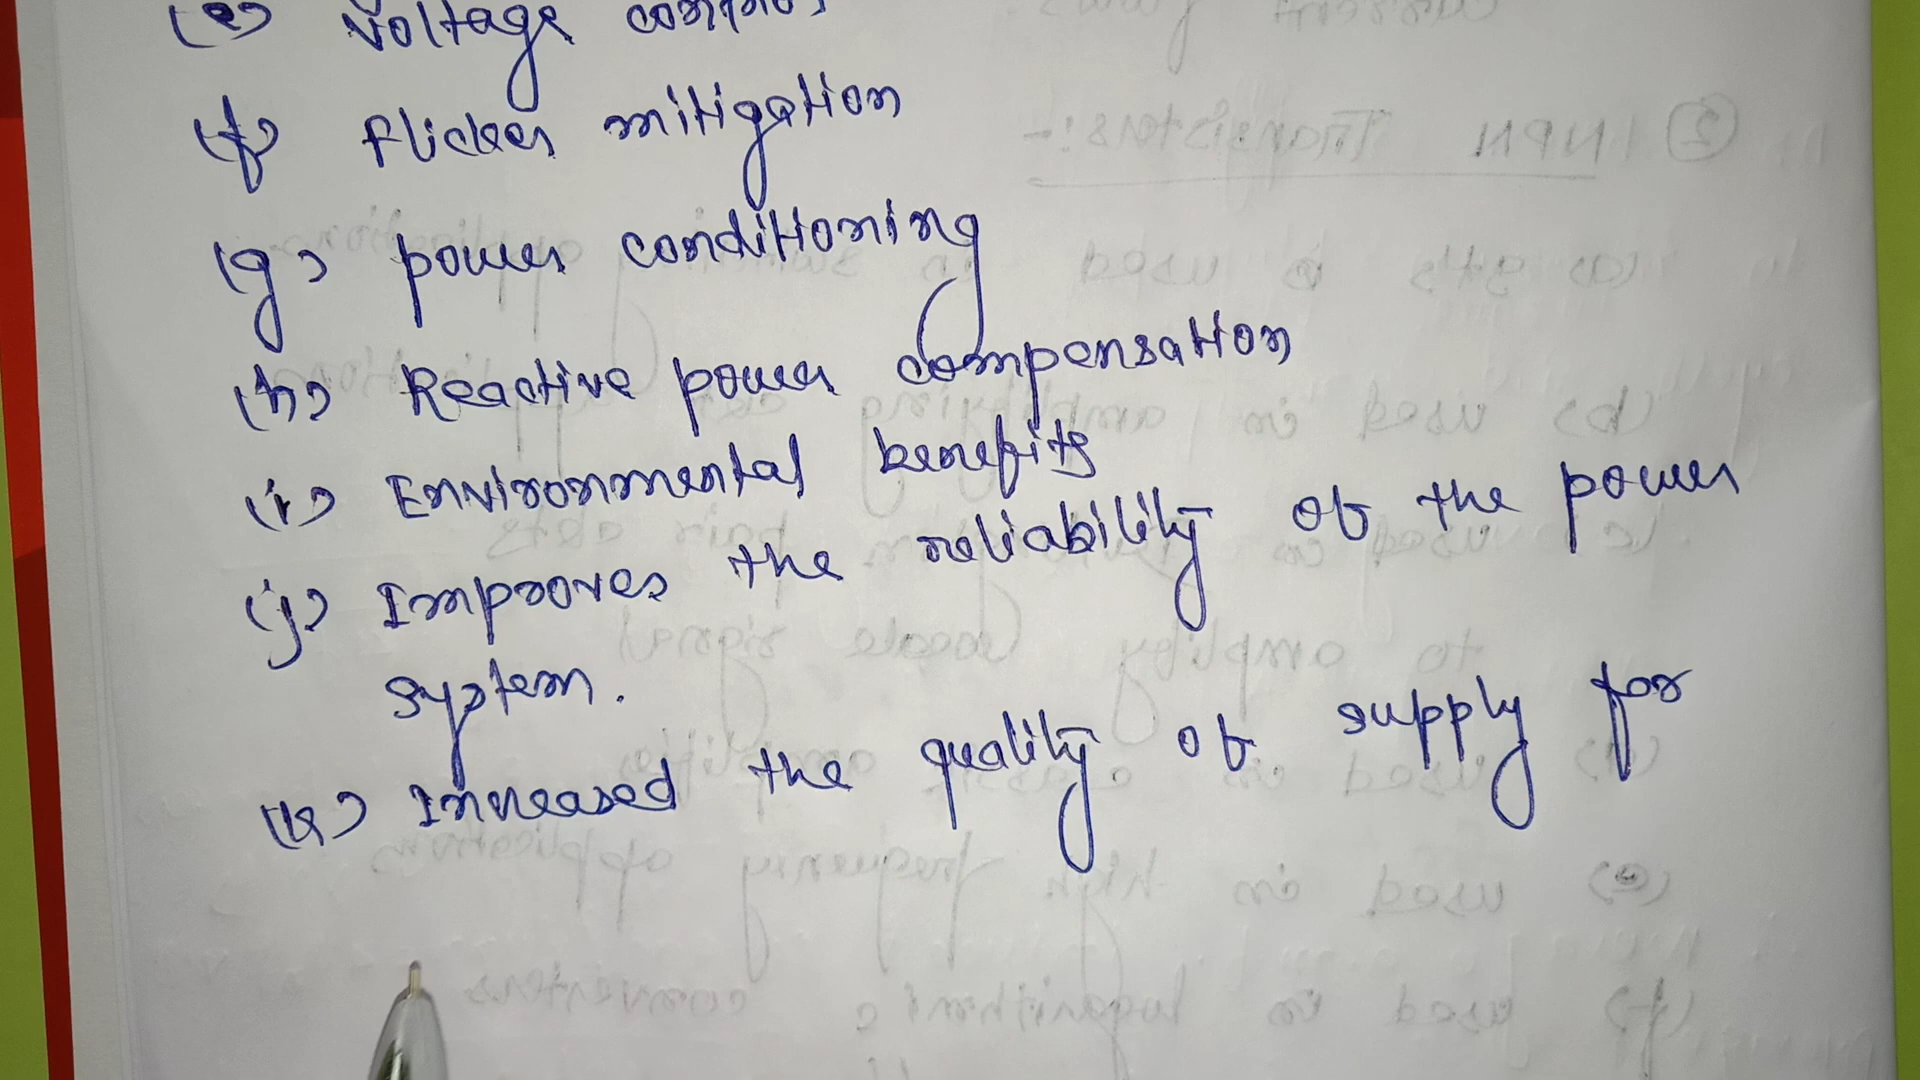 (e) Voltage control
(f) flicker mitigation
(g) power conditioning
(h) Reactive power compensation
(i) Environmental benefits
(j) Improves the reliability of the power
system.
(k) Increased the quality of supply for